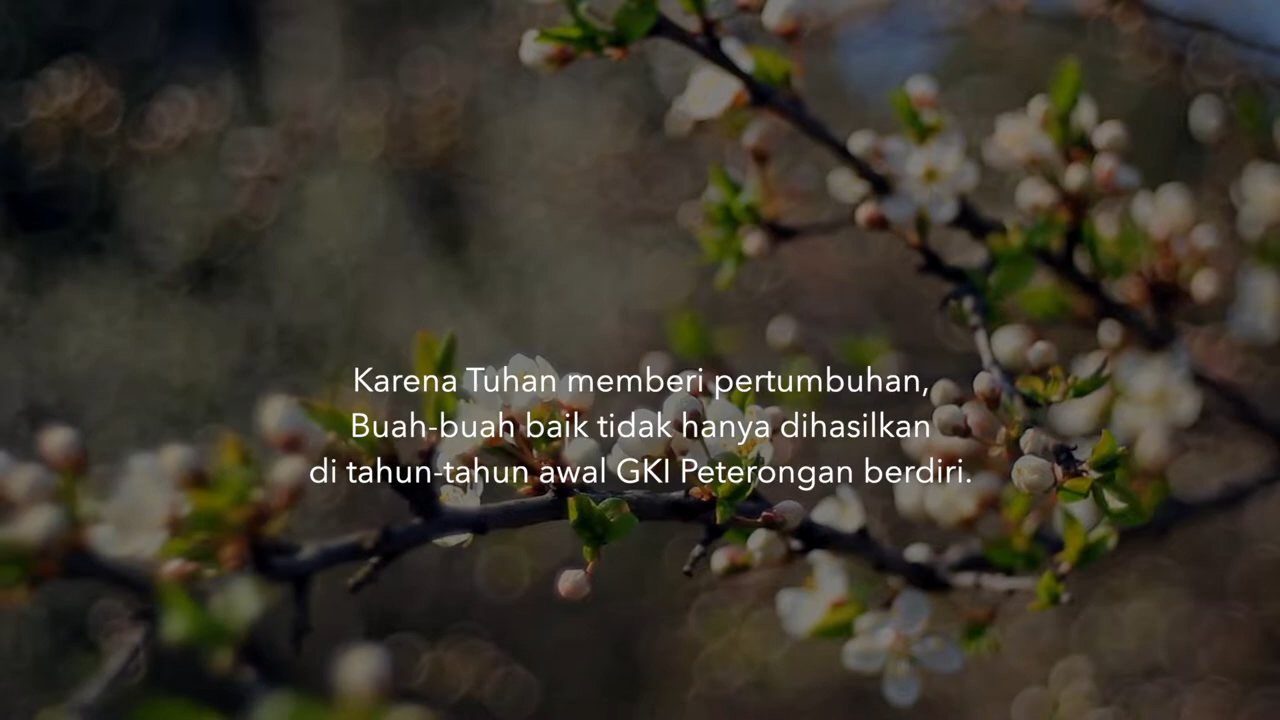 Karena Tuhan memberi pertumbuhan,
Buah-buah baik tidak hanya dihasilkan
di tahun-tahun awal GKI Peterongan berdiri.